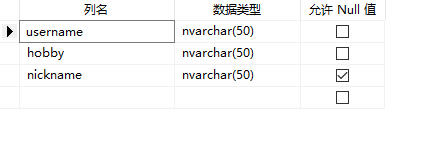 列名 数据类型 允许 Null 值
username nvarchar(50)
hobby nvarchar(50)
nickname nvarchar(50)